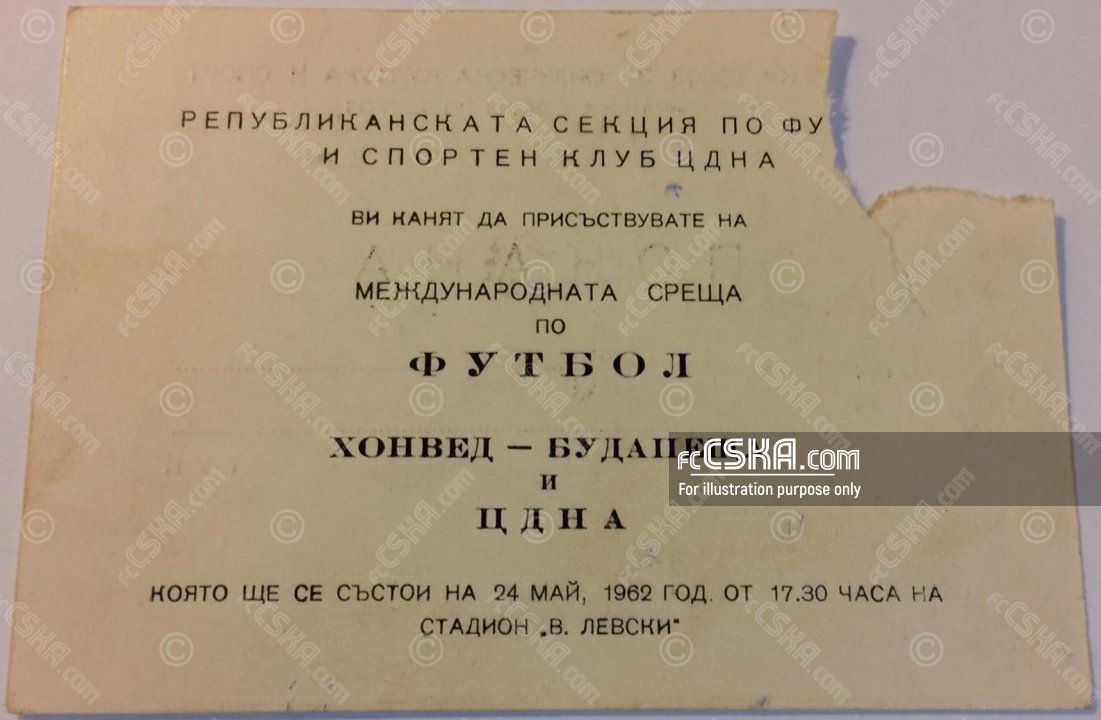 РЕПУБЛИКАНСКАТА СЕКЦИЯ ПО ФУ
И СПОРТЕН КЛУБ ЦДНА
ВИ КАНЯТ ДА ПРИСЪСТВУВАТЕ НА
МЕЖДУНАРОДНАТА СРЕЩА
ПО
ФУТБОЛ
ХОНВЕД — БУДАПЕЩА
fcCSKA.com
For illustration purpose only
И
ЦДНА
КОЯТО ЩЕ СЕ СЪСТОИ НА 24 МАЙ, 1962 ГОД. ОТ 17.30 ЧАСА НА
СТАДИОН „В. ЛЕВСКИ"